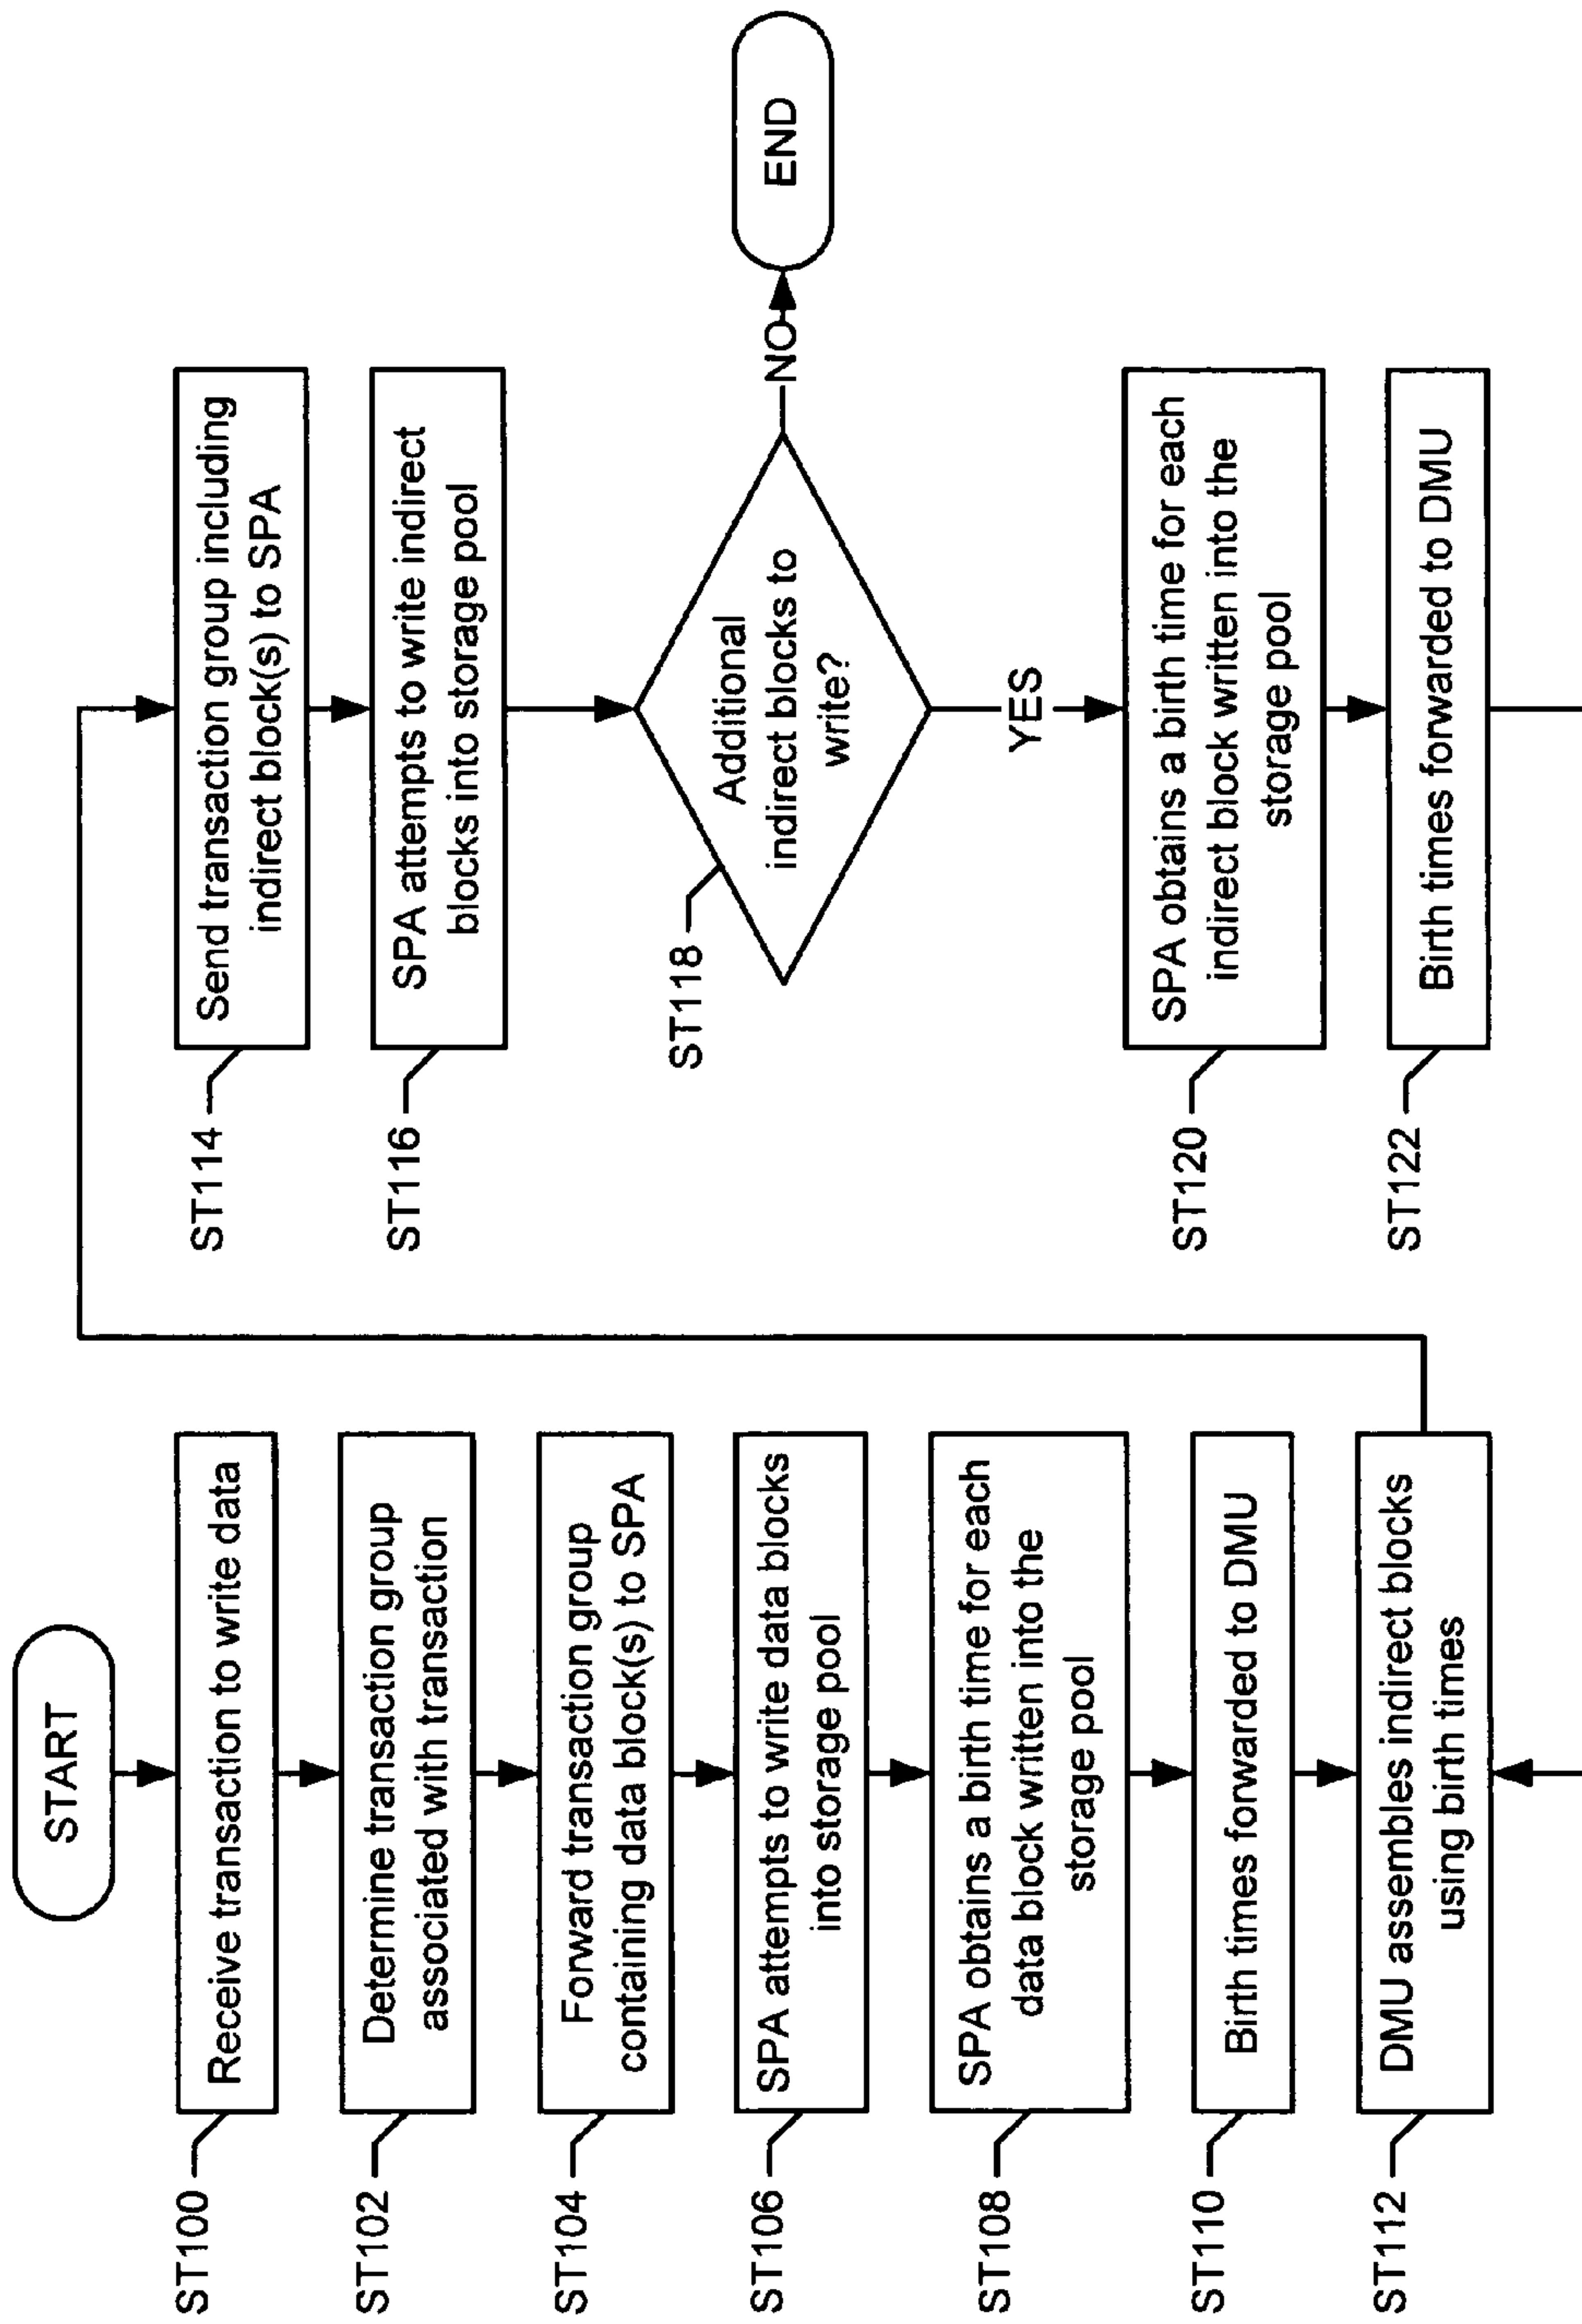 START
ST100
Receive transaction to write data
ST102
Determine transaction group
associated with transaction
ST104
Forward transaction group
containing data block(s) to SPA
ST106
SPA attempts to write data blocks
into storage pool
ST108
SPA obtains a birth time for each
data block written into the
storage pool
ST110
Birth times forwarded to DMU
ST112
DMU assembles indirect blocks
using birth times
ST114
Send transaction group including
indirect block(s) to SPA
ST116
SPA attempts to write indirect
blocks into storage pool
ST118
Additional
indirect blocks to
write?
NO
END
YES
ST120
SPA obtains a birth time for each
indirect block written into the
storage pool
ST122
Birth times forwarded to DMU